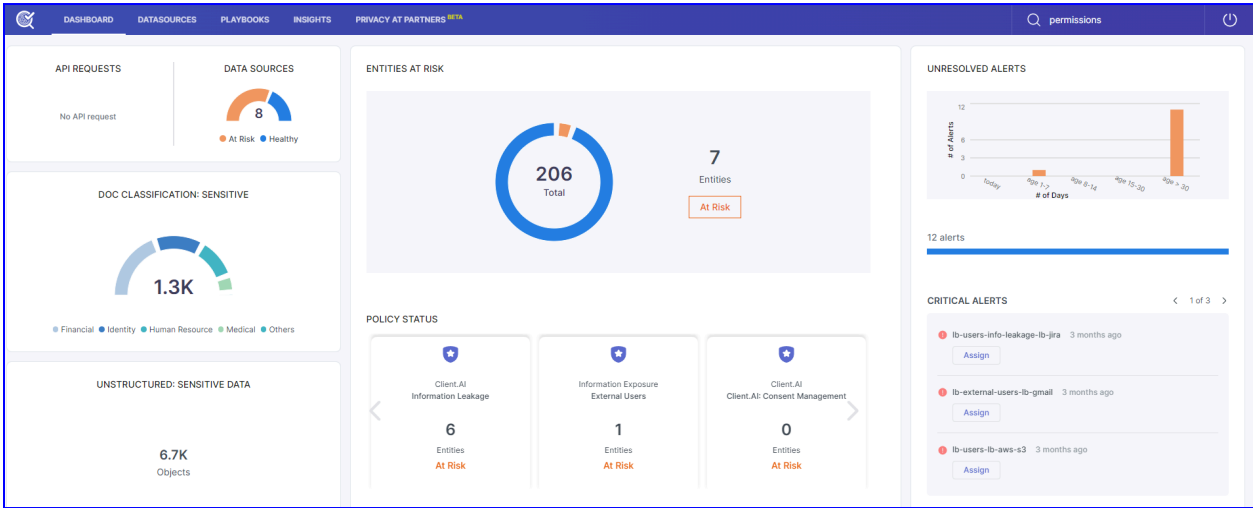 DASHBOARD
DATASOURCES
PLAYBOOKS
INSIGHTS
PRIVACY AT PARTNERS BETA
permissions
API REQUESTS
No API request
DATA SOURCES
8
At Risk
Healthy
DOC CLASSIFICATION: SENSITIVE
1.3K
Financial
Identity
Human Resource
Medical
Others
UNSTRUCTURED: SENSITIVE DATA
6.7K
Objects
ENTITIES AT RISK
206
Total
7
Entities
At Risk
POLICY STATUS
Client.AI
Information Leakage
6
Entities
At Risk
Information Exposure
External Users
1
Entities
At Risk
Client.AI
Client.AI: Consent Management
0
Entities
At Risk
UNRESOLVED ALERTS
# of Alerts
12
6
3
0
today
age 1-7
age 8-14
age 15-30
age > 30
# of Days
12 alerts
CRITICAL ALERTS
< 1 of 3 >
lb-users-info-leakage-lb-jira 3 months ago
Assign
lb-external-users-lb-gmail 3 months ago
Assign
lb-users-lb-aws-s3 3 months ago
Assign